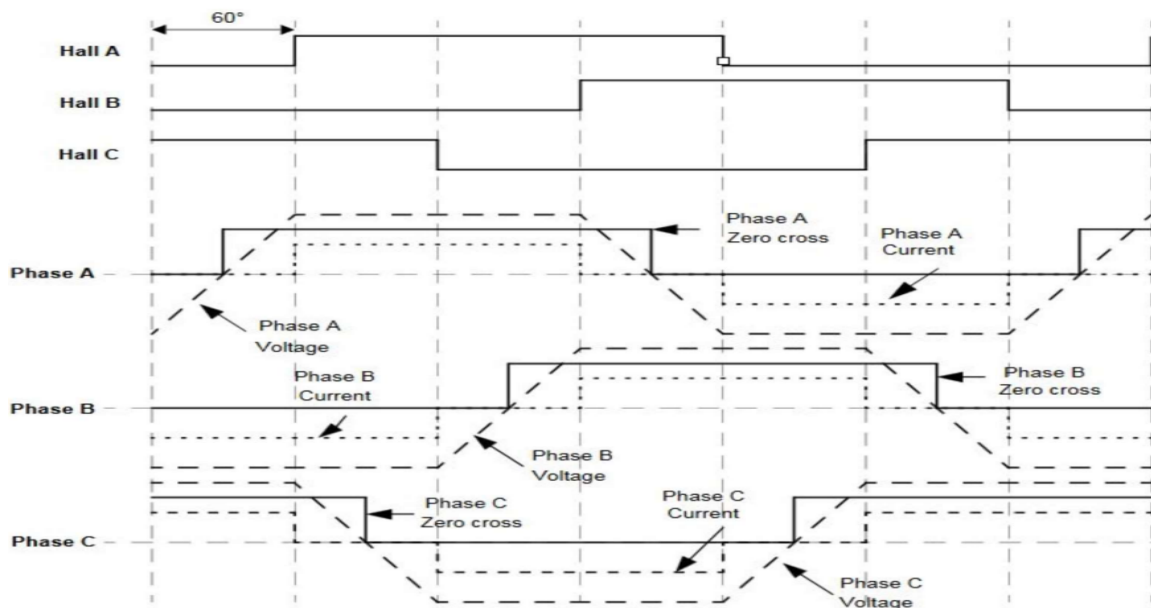 60°
Hall A
Hall B
Hall C
Phase A
Zero cross
Phase A
Current
Phase A
Phase A
Voltage
Phase B
Current
Phase B
Zero cross
Phase B
Phase B
Voltage
Phase C
Zero cross
Phase C
Current
Phase C
Phase C
Voltage